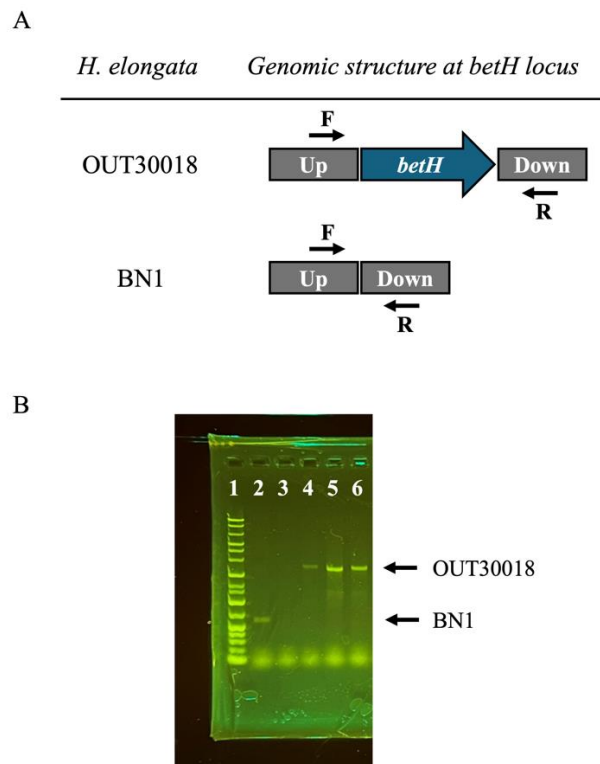 A
H. elongata Genomic structure at betH locus
F
OUT30018 Up betH Down
R
F
BN1 Up Down
R
B
1 2 3 4 5 6
OUT30018
BN1